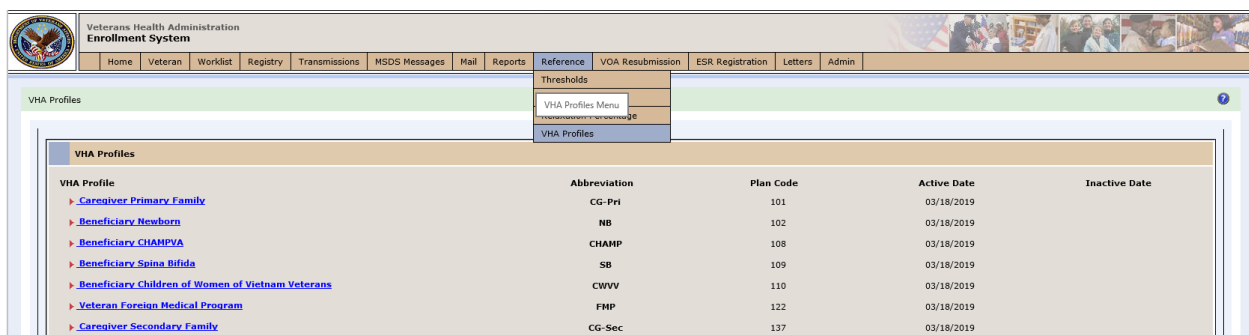 Veterans Health Administration
Enrollment System
Home Veteran Worklist Registry Transmissions MSDS Messages Mail Reports Reference VOA Resubmission ESR Registration Letters Admin
Thresholds
VHA Profiles
VHA Profiles Menu
Percentage
VHA Profiles
VHA Profiles
VHA Profile Abbreviation Plan Code Active Date Inactive Date
Caregiver Primary Family CG-Pri 101 03/18/2019
Beneficiary Newborn NB 102 03/18/2019
Beneficiary CHAMPVA CHAMP 108 03/18/2019
Beneficiary Spina Bifida SB 109 03/18/2019
Beneficiary Children of Women of Vietnam Veterans CWVV 110 03/18/2019
Veteran Foreign Medical Program FMP 122 03/18/2019
Caregiver Secondary Family CG-Sec 137 03/18/2019